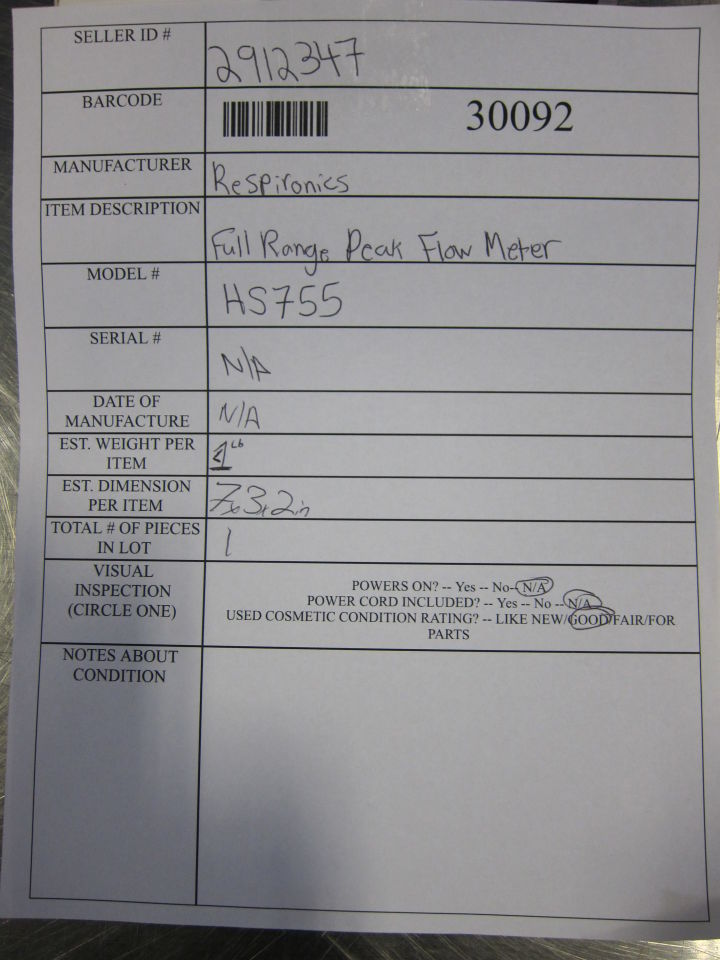 SELLER ID # 2912347
BARCODE 30092
MANUFACTURER Respironics
ITEM DESCRIPTION Full Range Peak Flow Meter
MODEL # HS755
SERIAL # N/A
DATE OF
MANUFACTURE N/A
EST. WEIGHT PER
ITEM 1 LB
EST. DIMENSION
PER ITEM 7x3x2in
TOTAL # OF PIECES
IN LOT 1
VISUAL
INSPECTION
(CIRCLE ONE)
POWERS ON? -- Yes -- No-- N/A
POWER CORD INCLUDED? -- Yes -- No -- N/A
USED COSMETIC CONDITION RATING? -- LIKE NEW/GOOD/FAIR/FOR
PARTS
NOTES ABOUT
CONDITION